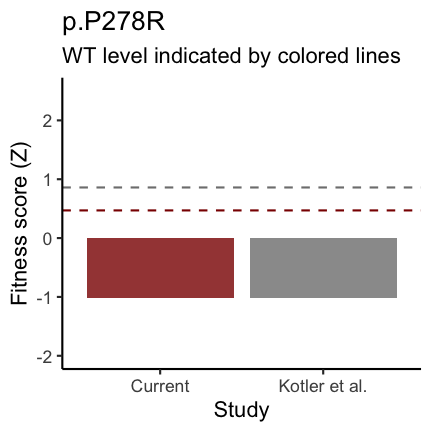 p.P278R
WT level indicated by colored lines
Fitness score (Z)
2
1
0
-1
-2
Current
Kotler et al.
Study